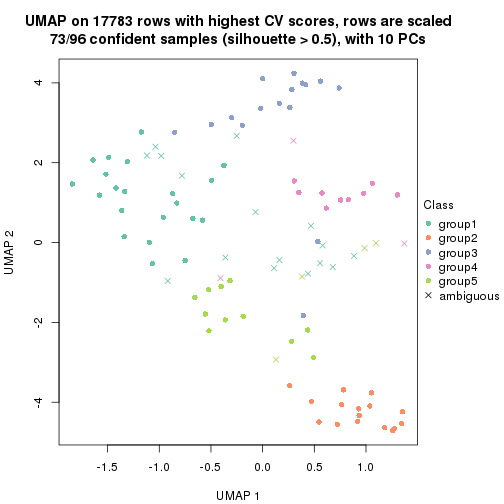 UMAP on 17783 rows with highest CV scores, rows are scaled
73/96 confident samples (silhouette > 0.5), with 10 PCs
4
2
0
-2
-4
UMAP 2
-1.5
-1.0
-0.5
0.0
0.5
1.0
UMAP 1
Class
group1
group2
group3
group4
group5
ambiguous